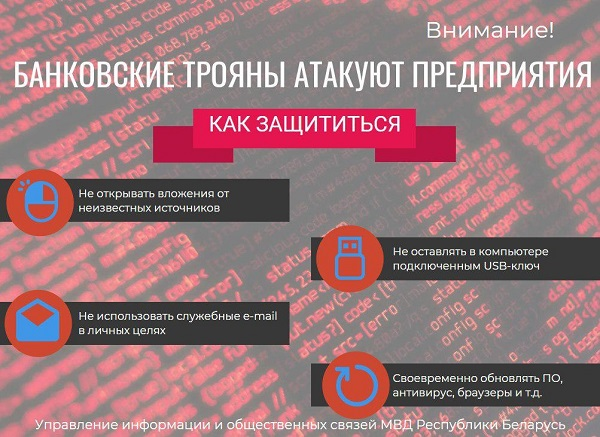 Внимание!
БАНКОВСКИЕ ТРОЯНЫ АТАКУЮТ ПРЕДПРИЯТИЯ
КАК ЗАЩИТИТЬСЯ
Не открывать вложения от
неизвестных источников
Не оставлять в компьютере
подключенным USB-ключ
Не использовать служебные e-mail
в личных целях
Своевременно обновлять ПО,
антивирус, браузеры и т.д.
Управление информации и общественных связей МВД Республики Беларусь